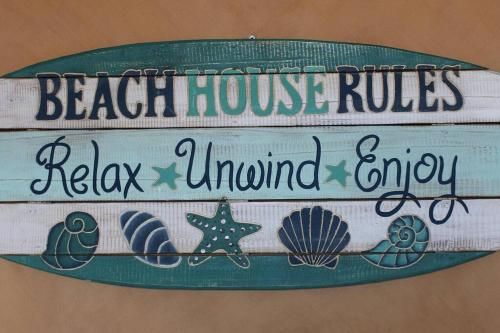 BEACH HOUSE RULES
Relax Unwind Enjoy